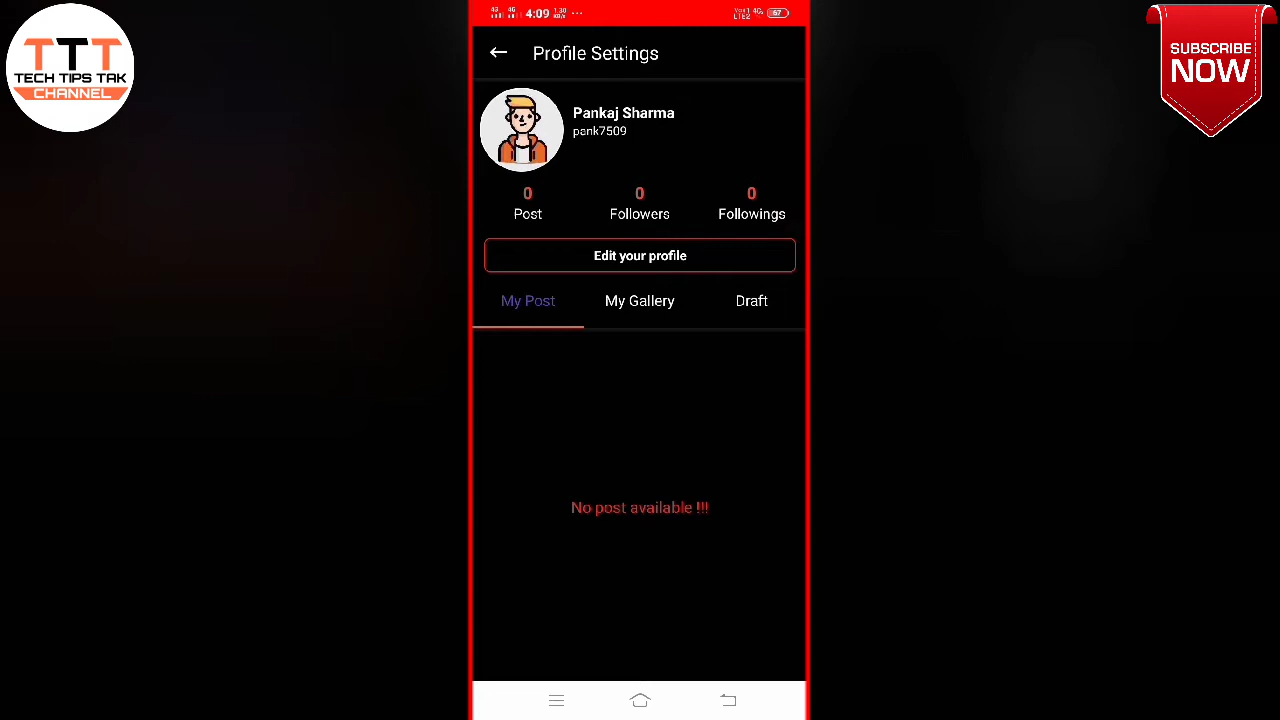 TTT
TECH TIPS TAK
CHANNEL
4:09
67
SUBSCRIBE
NOW
Profile Settings
Pankaj Sharma
pank7509
0 0 0
Post Followers Followings
Edit your profile
My Post My Gallery Draft
No post available !!!